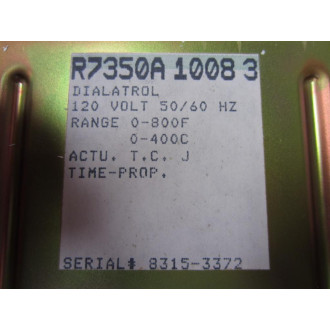 R7350A 1008 3
DIALATROL
120 VOLT 50/60 HZ
RANGE 0-800F
0-400C
ACTU. T.C. J
TIME-PROP.
SERIAL# 8315-3372